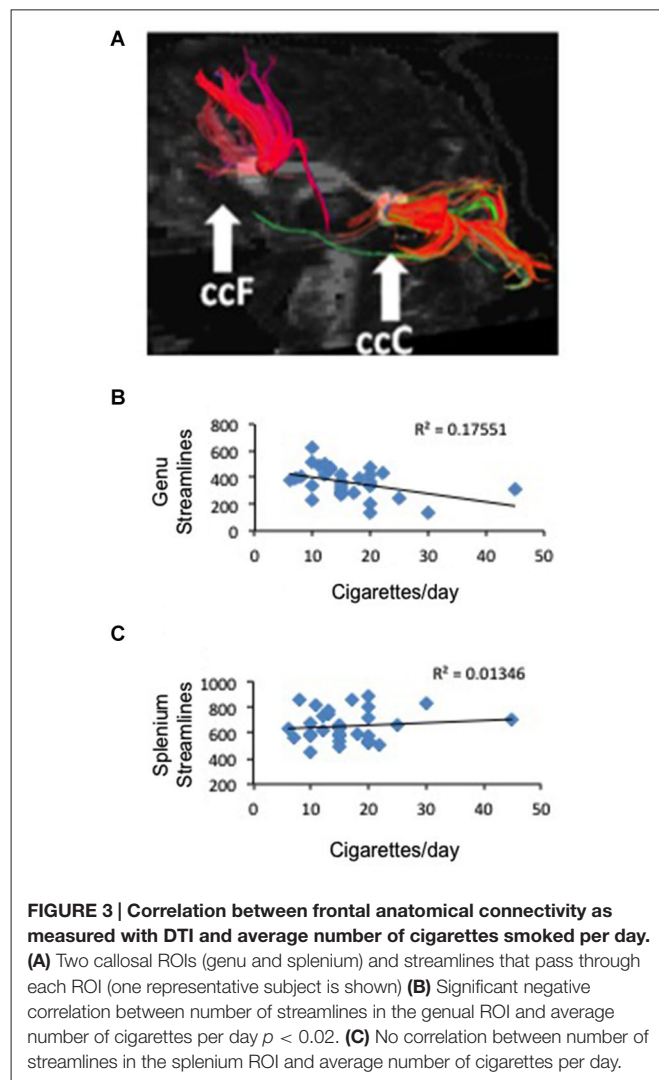 A
ccF
ccC
B
800
600
400
200
0
Genu
Streamlines
R² = 0.17551
0 10 20 30 40 50
Cigarettes/day
C
1000
800
600
400
200
Splenium
Streamlines
R² = 0.01346
0 10 20 30 40 50
Cigarettes/day
FIGURE 3 | Correlation between frontal anatomical connectivity as
measured with DTI and average number of cigarettes smoked per day.
(A) Two callosal ROIs (genu and splenium) and streamlines that pass through
each ROI (one representative subject is shown) (B) Significant negative
correlation between number of streamlines in the genual ROI and average
number of cigarettes per day p < 0.02. (C) No correlation between number of
streamlines in the splenium ROI and average number of cigarettes per day.